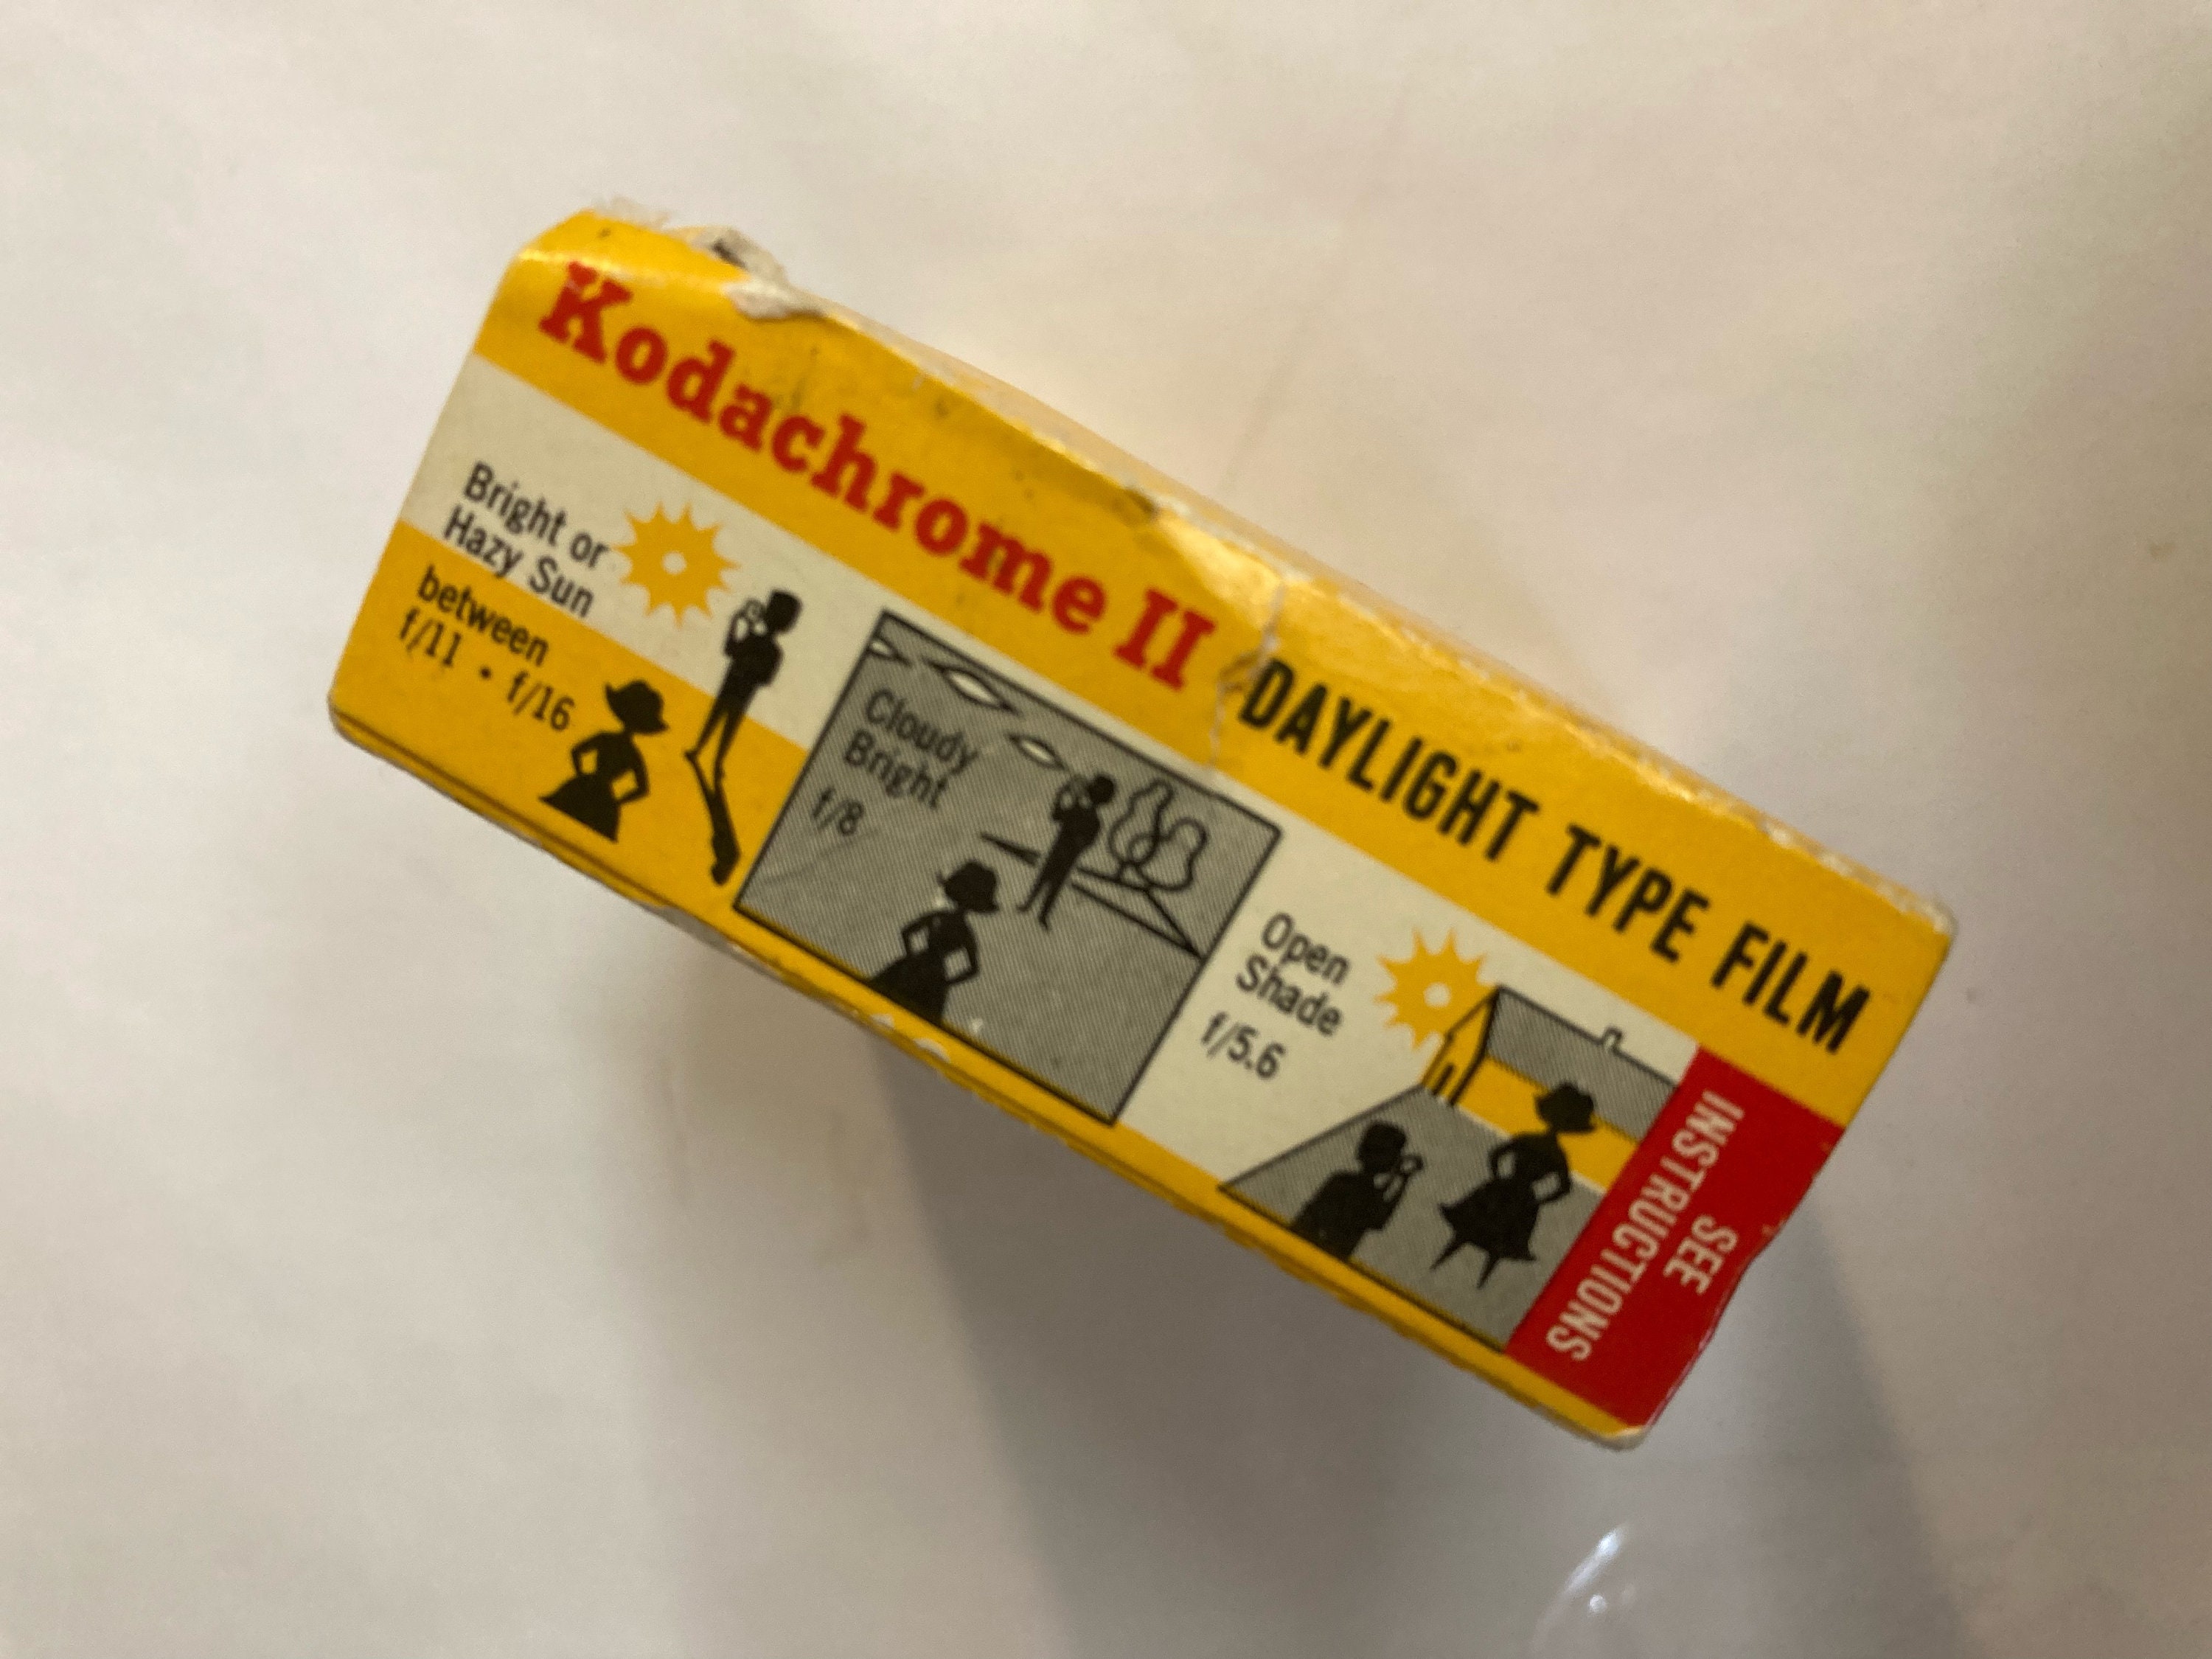 Kodachrome II DAYLIGHT TYPE FILM
Bright or
Hazy Sun
between
f/11 • f/16
Cloudy
Bright
f/8
Open
Shade
f/5.6
SEE
INSTRUCTIONS